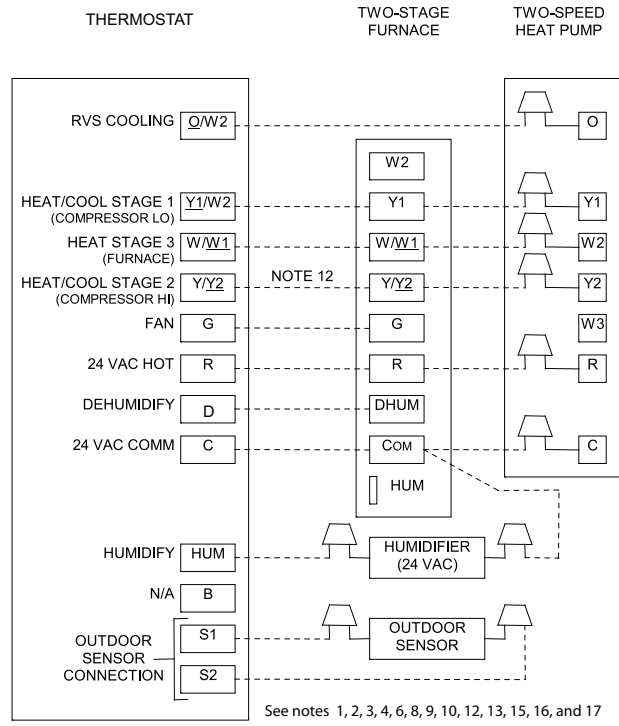 THERMOSTAT
TWO-STAGE
FURNACE
TWO-SPEED
HEAT PUMP
RVS COOLING
O/W2
O
W2
HEAT/COOL STAGE 1
(COMPRESSOR LO)
Y1/W2
Y1
Y1
HEAT STAGE 3
(FURNACE)
W/W1
W/W1
W2
HEAT/COOL STAGE 2
(COMPRESSOR HI)
Y/Y2
NOTE 12
Y/Y2
Y2
FAN
G
G
W3
24 VAC HOT
R
R
R
DEHUMIDIFY
D
DHUM
24 VAC COMM
C
COM
C
HUM
HUMIDIFY
HUM
HUMIDIFIER
(24 VAC)
N/A
B
OUTDOOR
SENSOR
CONNECTION
S1
OUTDOOR
SENSOR
S2
See notes 1, 2, 3, 4, 6, 8, 9, 10, 12, 13, 15, 16, and 17